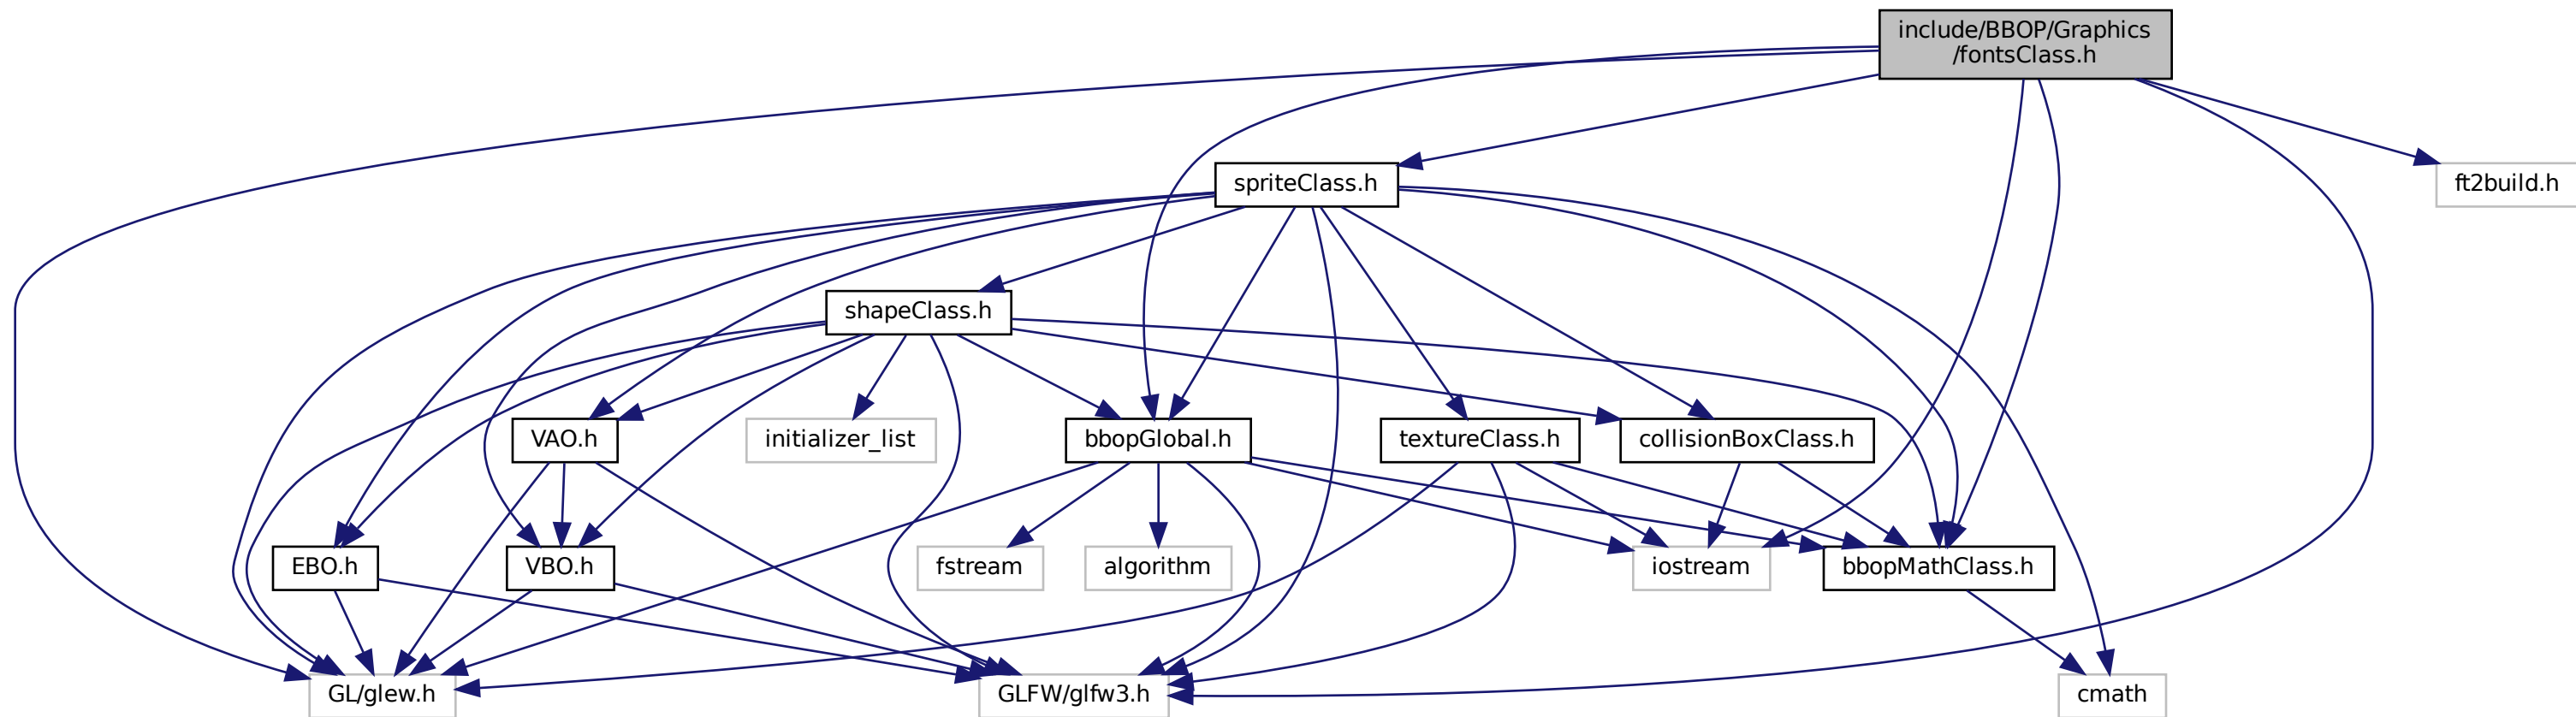 include/BBOP/Graphics
/fontsClass.h
spriteClass.h
ft2build.h
shapeClass.h
VAO.h
initializer_list
bbopGlobal.h
textureClass.h
collisionBoxClass.h
EBO.h
VBO.h
fstream
algorithm
iostream
bbopMathClass.h
GL/glew.h
GLFW/glfw3.h
cmath